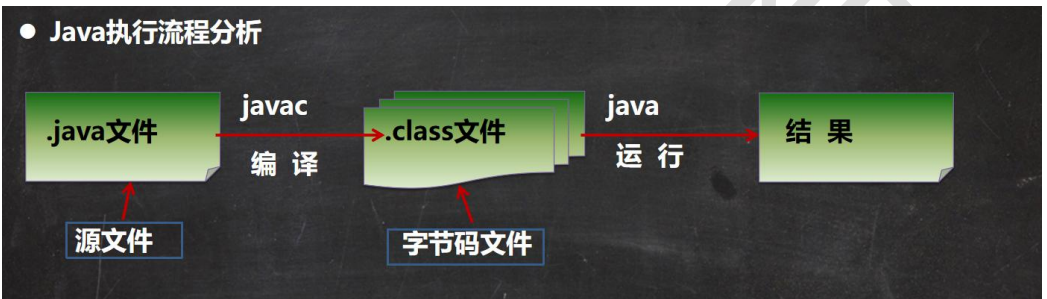 ● Java执行流程分析
.java文件
javac
编 译
.class文件
java
运 行
结 果
源文件
字节码文件